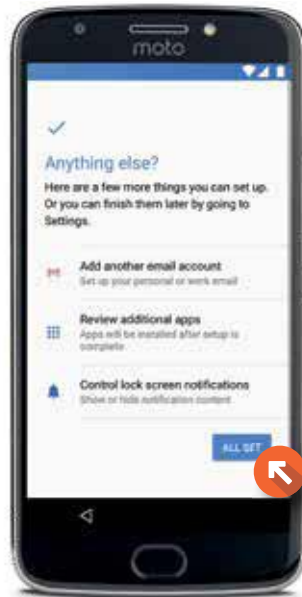 moto
Anything else?
Here are a few more things you can set up.
Or you can finish them later by going to
Settings.
Add another email account
Set up your personal or work email
Review additional apps
Apps will be installed after setup is
complete
Control lock screen notifications
Show or hide notification content
ALL SET